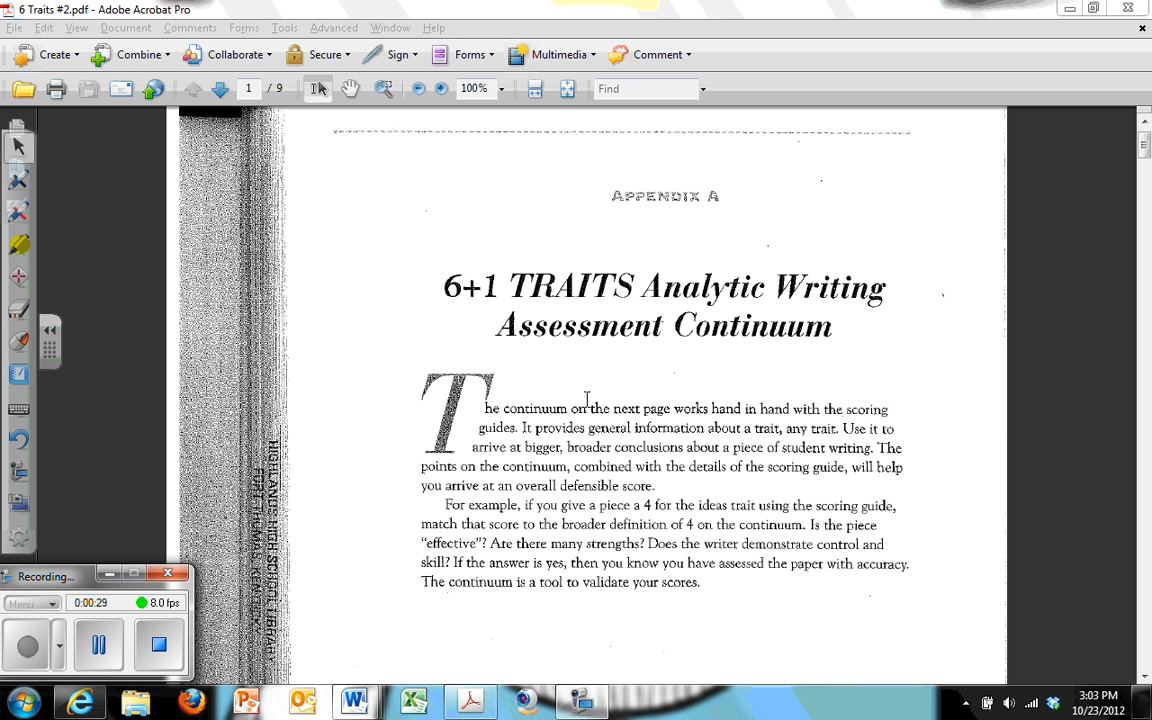 6 Traits #2.pdf - Adobe Acrobat Pro
File Edit View Document Comments Forms Tools Advanced Window Help
Create Combine Collaborate Secure Sign Forms Multimedia Comment
1 / 9 100% Find
APPENDIX A
6+1 TRAITS Analytic Writing
Assessment Continuum
The continuum on the next page works hand in hand with the scoring
guides. It provides general information about a trait, any trait. Use it to
arrive at bigger, broader conclusions about a piece of student writing. The
points on the continuum, combined with the details of the scoring guide, will help
you arrive at an overall defensible score.
For example, if you give a piece a 4 for the ideas trait using the scoring guide,
match that score to the broader definition of 4 on the continuum. Is the piece
“effective”? Are there many strengths? Does the writer demonstrate control and
skill? If the answer is yes, then you know you have assessed the paper with accuracy.
The continuum is a tool to validate your scores.
HIGHLANDS HIGH SCHOOL LIBRARY
FORT THOMAS, KENTUCKY
Recording...
Menu 0:00:29 8.0 fps
3:03 PM
10/23/2012